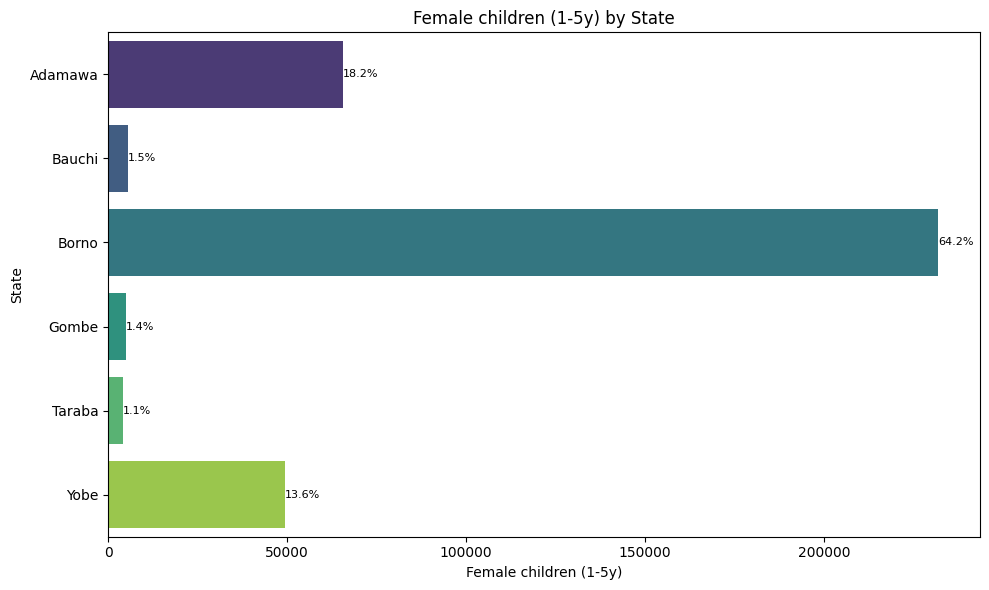 Female children (1-5y) by State
Adamawa
18.2%
Bauchi
1.5%
Borno
64.2%
Gombe
1.4%
Taraba
1.1%
Yobe
13.6%
State
0
50000
100000
150000
200000
Female children (1-5y)